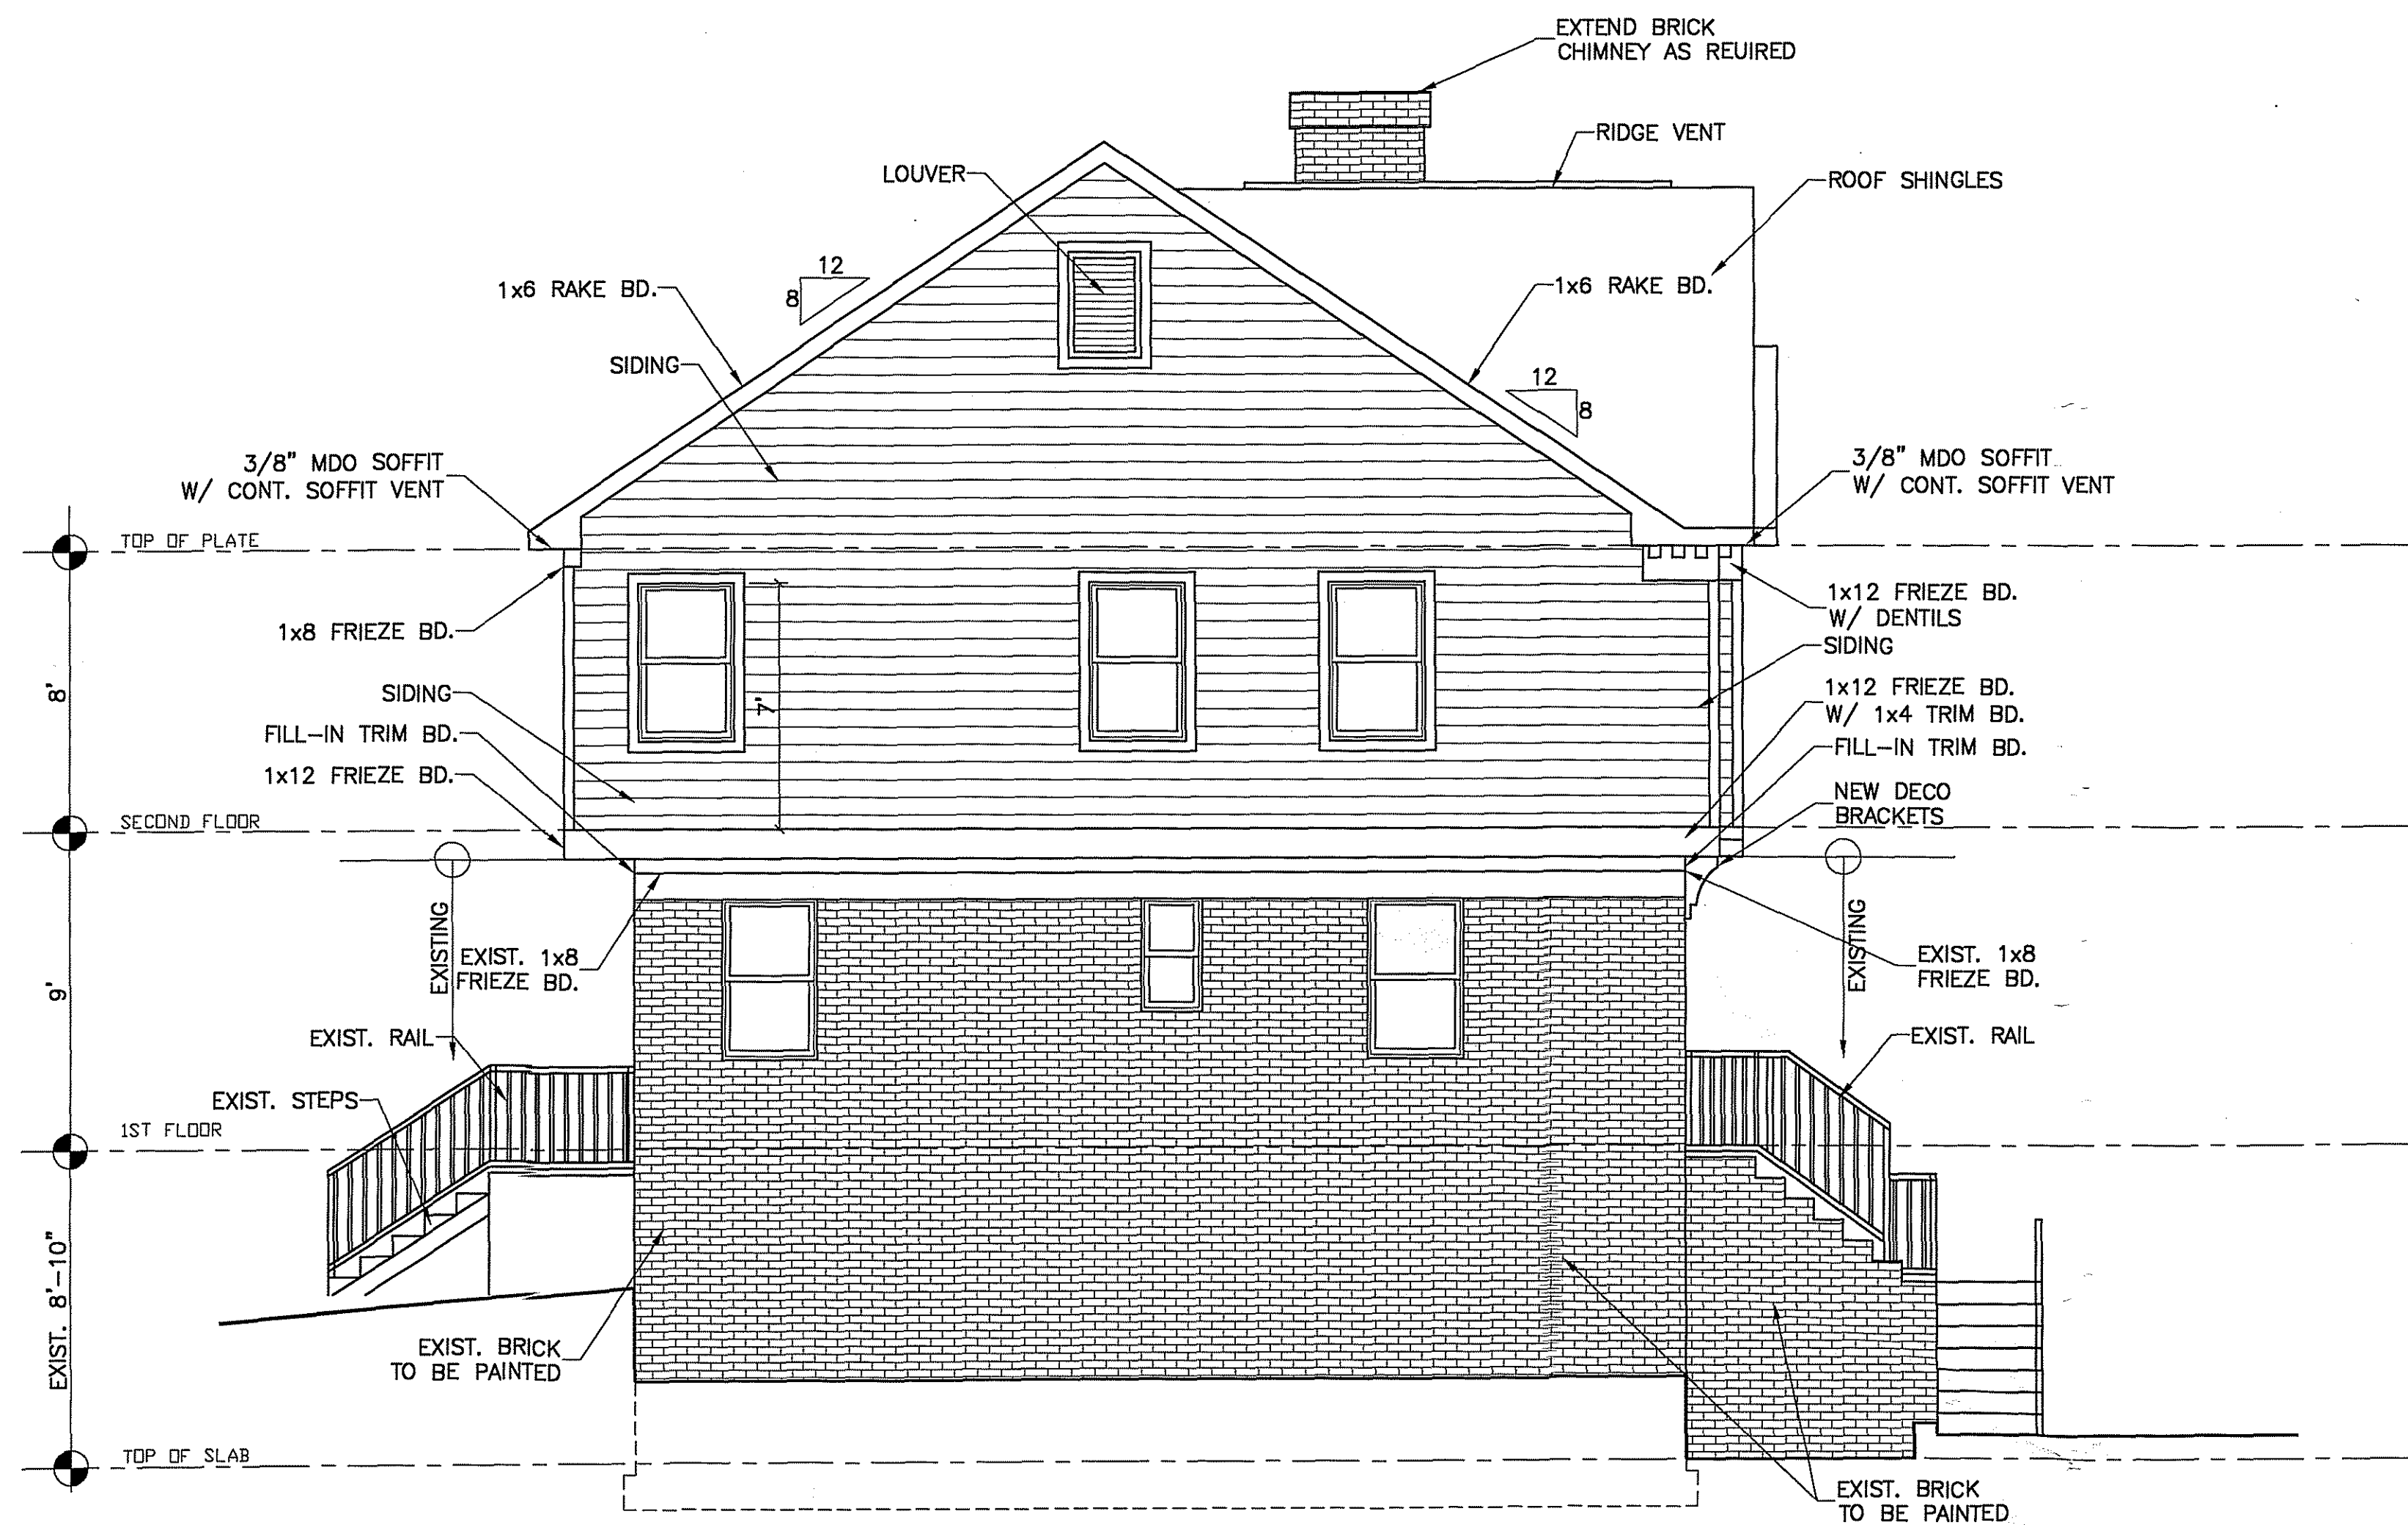 EXTEND BRICK
CHIMNEY AS REUIRED
RIDGE VENT
LOUVER
ROOF SHINGLES
12
8
1x6 RAKE BD.
1x6 RAKE BD.
SIDING
12
8
3/8" MDO SOFFIT
W/ CONT. SOFFIT VENT
3/8" MDO SOFFIT
W/ CONT. SOFFIT VENT
TOP OF PLATE
1x8 FRIEZE BD.
1x12 FRIEZE BD.
W/ DENTILS
SIDING
8'
SIDING
7'
1x12 FRIEZE BD.
W/ 1x4 TRIM BD.
FILL-IN TRIM BD.
FILL-IN TRIM BD.
1x12 FRIEZE BD.
NEW DECO
BRACKETS
SECOND FLOOR
EXISTING
EXIST. 1x8
FRIEZE BD.
EXISTING
EXIST. 1x8
FRIEZE BD.
9'
EXIST. RAIL
EXIST. RAIL
EXIST. STEPS
1ST FLOOR
EXIST. 8'-10"
EXIST. BRICK
TO BE PAINTED
TOP OF SLAB
EXIST. BRICK
TO BE PAINTED